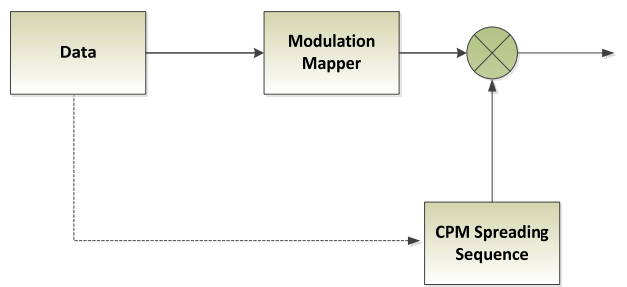 Data
Modulation
Mapper
CPM Spreading
Sequence